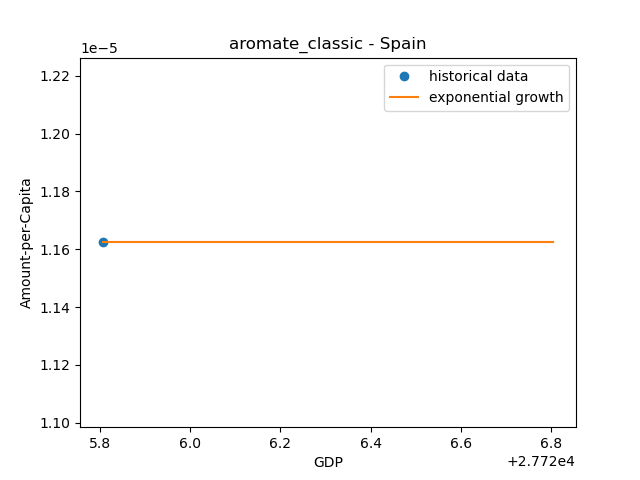 aromate_classic - Spain
1e−5
historical data
exponential growth
1.22
1.20
1.18
1.16
1.14
1.12
1.10
Amount-per-Capita
5.8 6.0 6.2 6.4 6.6 6.8
+2.772e4
GDP